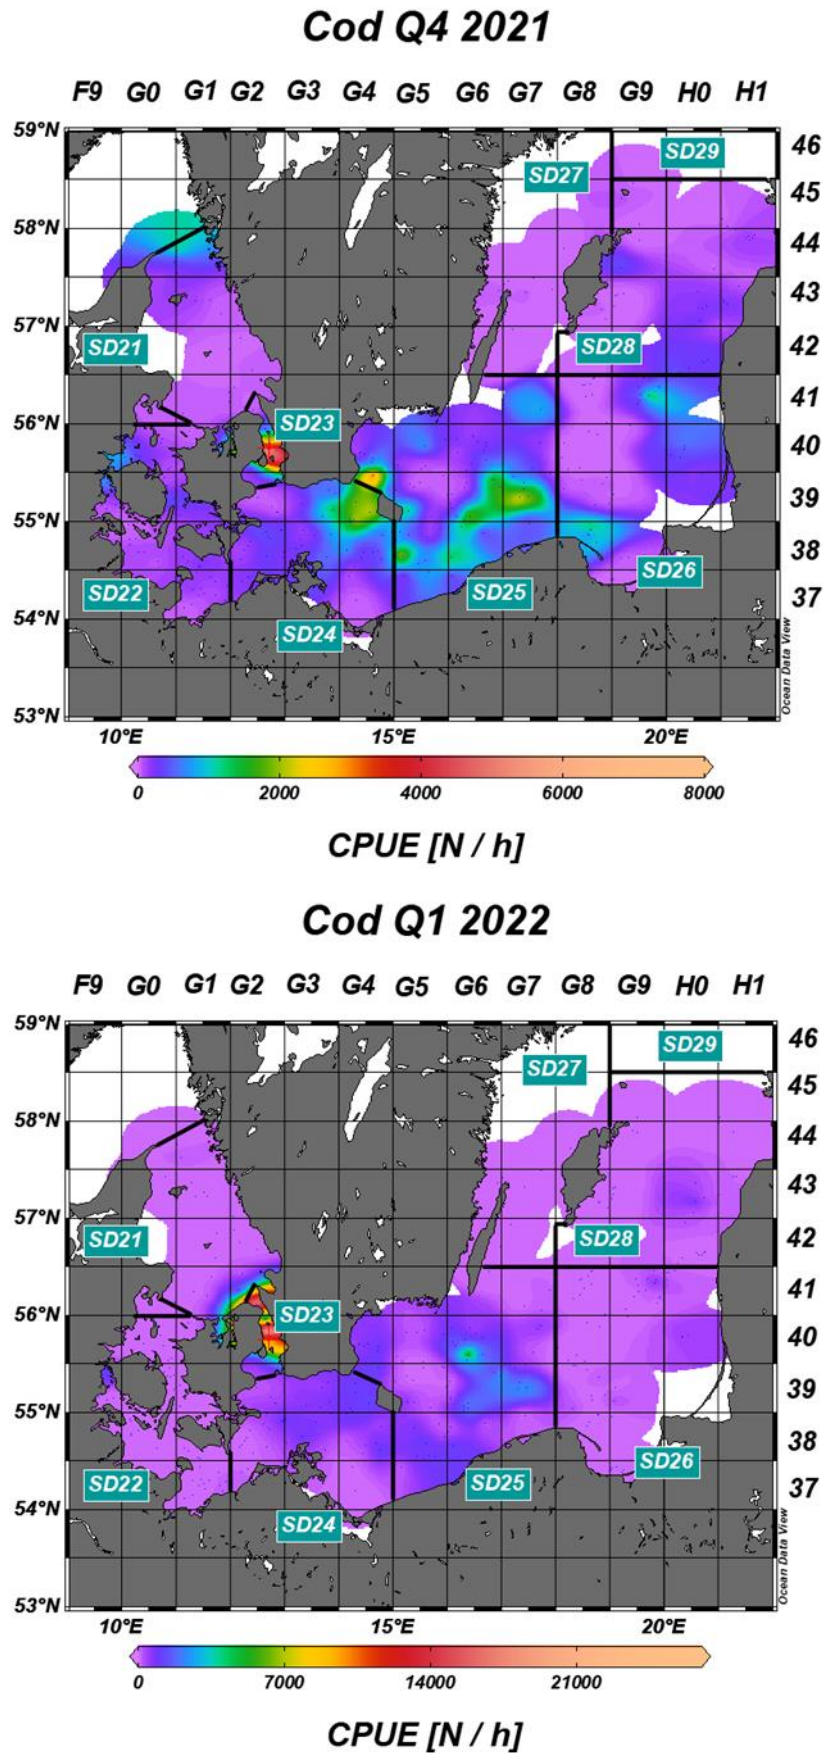 Cod Q4 2021
F9 G0 G1 G2 G3 G4 G5 G6 G7 G8 G9 H0 H1
59°N
46
SD29
SD27
45
58°N
44
43
57°N
SD21
SD28
42
41
56°N
SD23
40
39
55°N
38
SD26
SD22
SD25
37
54°N
SD24
53°N
Ocean Data View
10°E 15°E 20°E
0 2000 4000 6000 8000
CPUE [N / h]
Cod Q1 2022
F9 G0 G1 G2 G3 G4 G5 G6 G7 G8 G9 H0 H1
59°N
46
SD29
SD27
45
58°N
44
43
57°N
SD21
SD28
42
41
56°N
SD23
40
39
55°N
38
SD26
SD22
SD25
37
54°N
SD24
53°N
Ocean Data View
10°E 15°E 20°E
0 7000 14000 21000
CPUE [N / h]